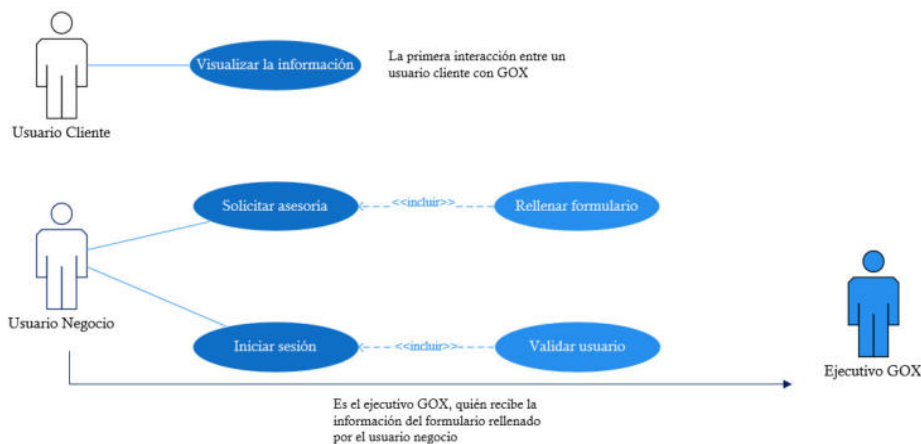 Visualizar la información
La primera interacción entre un
usuario cliente con GOX
Usuario Cliente
Solicitar asesoría
<<incluir>>
Rellenar formulario
Usuario Negocio
Iniciar sesión
<<incluir>>
Validar usuario
Ejecutivo GOX
Es el ejecutivo GOX, quién recibe la
información del formulario rellenado
por el usuario negocio